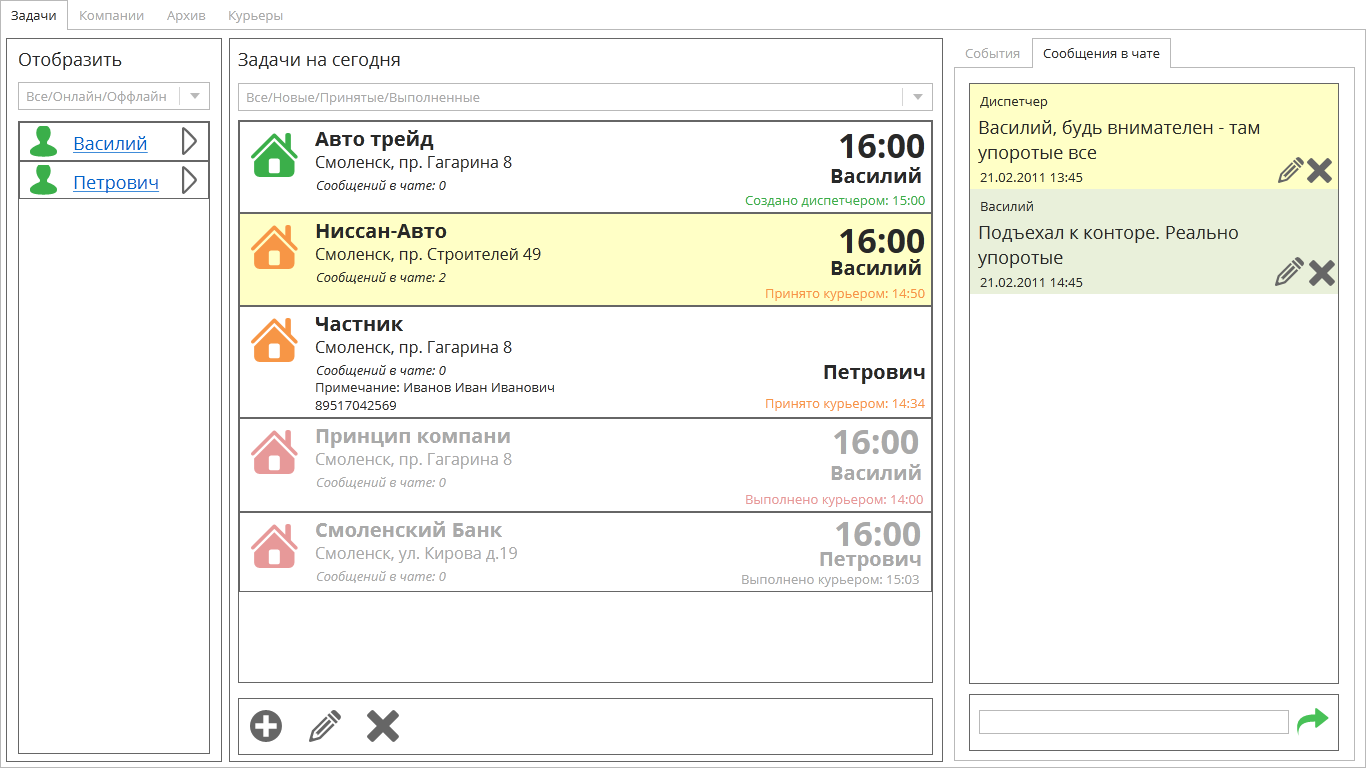 Задачи
Компании
Архив
Курьеры
Отобразить
Все/Онлайн/Оффлайн
Василий
Петрович
Задачи на сегодня
Все/Новые/Принятые/Выполненные
Авто трейд
Смоленск, пр. Гагарина 8
Сообщений в чате: 0
16:00
Василий
Создано диспетчером: 15:00
Ниссан-Авто
Смоленск, пр. Строителей 49
Сообщений в чате: 2
16:00
Василий
Принято курьером: 14:50
Частник
Смоленск, пр. Гагарина 8
Сообщений в чате: 0
Примечание: Иванов Иван Иванович
89517042569
Петрович
Принято курьером: 14:34
Принцип компани
Смоленск, пр. Гагарина 8
Сообщений в чате: 0
16:00
Василий
Выполнено курьером: 14:00
Смоленский Банк
Смоленск, ул. Кирова д.19
Сообщений в чате: 0
16:00
Петрович
Выполнено курьером: 15:03
События
Сообщения в чате
Диспетчер
Василий, будь внимателен - там
упоротые все
21.02.2011 13:45
Василий
Подъехал к конторе. Реально
упоротые
21.02.2011 14:45